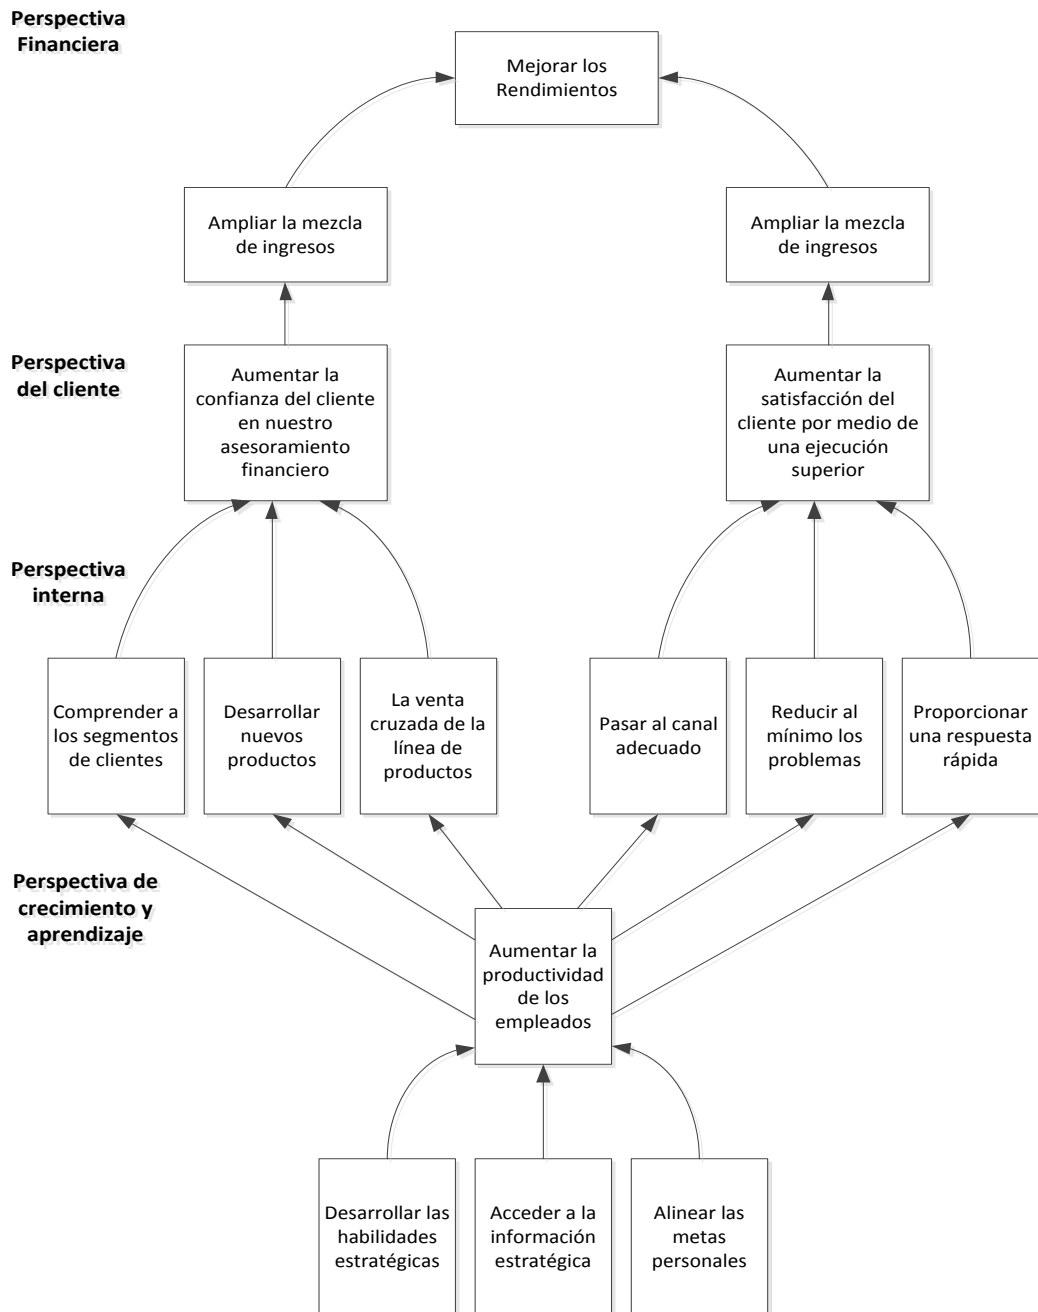 Perspectiva
Financiera
Mejorar los
Rendimientos
Ampliar la mezcla
de ingresos
Ampliar la mezcla
de ingresos
Perspectiva
del cliente
Aumentar la
confianza del cliente
en nuestro
asesoramiento
financiero
Aumentar la
satisfacción del
cliente por medio de
una ejecución
superior
Perspectiva
interna
Comprender a
los segmentos
de clientes
Desarrollar
nuevos
productos
La venta
cruzada de la
línea de
productos
Pasar al canal
adecuado
Reducir al
mínimo los
problemas
Proporcionar
una respuesta
rápida
Perspectiva de
crecimiento y
aprendizaje
Aumentar la
productividad
de los
empleados
Desarrollar las
habilidades
estratégicas
Acceder a la
información
estratégica
Alinear las
metas
personales